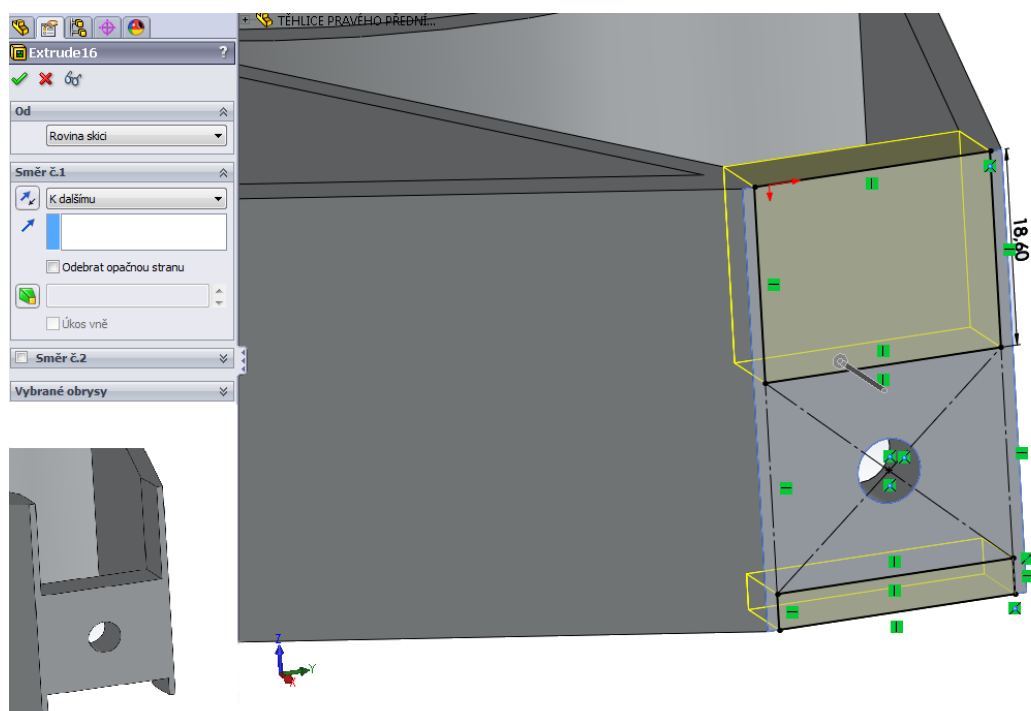 TĚHLICE PRAVÉHO PŘEDNÍ...
Extrude16
?
Od
Rovina skici
Směr č.1
K dalšímu
Odebrat opačnou stranu
Úkos vně
Směr č.2
Vybrané obrysy
18,60
Z
Y
X